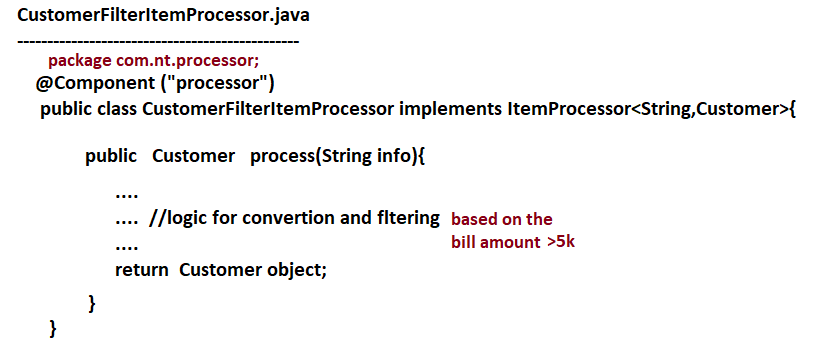 CustomerFilterItemProcessor.java
-----------------------------------------------
package com.nt.processor;
@Component ("processor")
public class CustomerFilterItemProcessor implements ItemProcessor<String,Customer>{
public Customer process(String info){
....
.... //logic for convertion and fltering based on the
.... bill amount >5k
return Customer object;
}
}